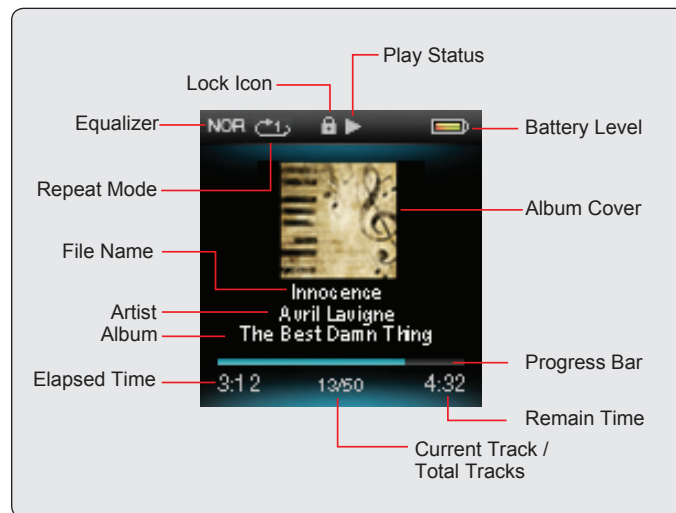 Play Status
Lock Icon
Equalizer
NOR
1
Battery Level
Repeat Mode
Album Cover
File Name
Innocence
Artist
Avril Lavigne
Album
The Best Damn Thing
Progress Bar
Elapsed Time
3:12
13/50
4:32
Remain Time
Current Track /
Total Tracks